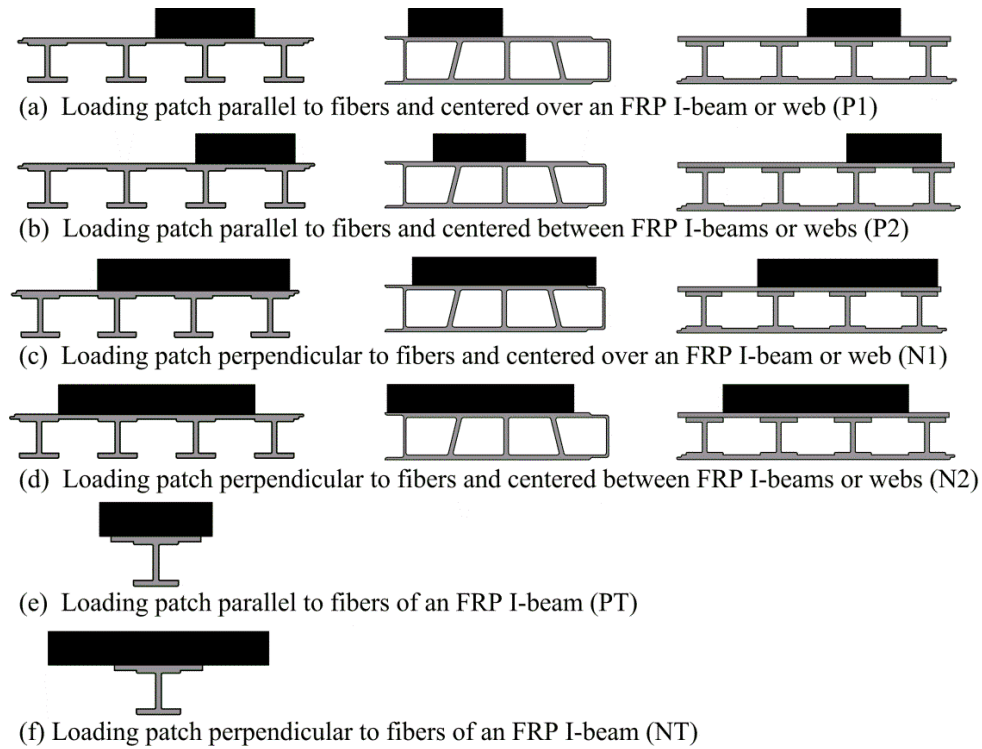 (a) Loading patch parallel to fibers and centered over an FRP I-beam or web (P1)
(b) Loading patch parallel to fibers and centered between FRP I-beams or webs (P2)
(c) Loading patch perpendicular to fibers and centered over an FRP I-beam or web (N1)
(d) Loading patch perpendicular to fibers and centered between FRP I-beams or webs (N2)
(e) Loading patch parallel to fibers of an FRP I-beam (PT)
(f) Loading patch perpendicular to fibers of an FRP I-beam (NT)